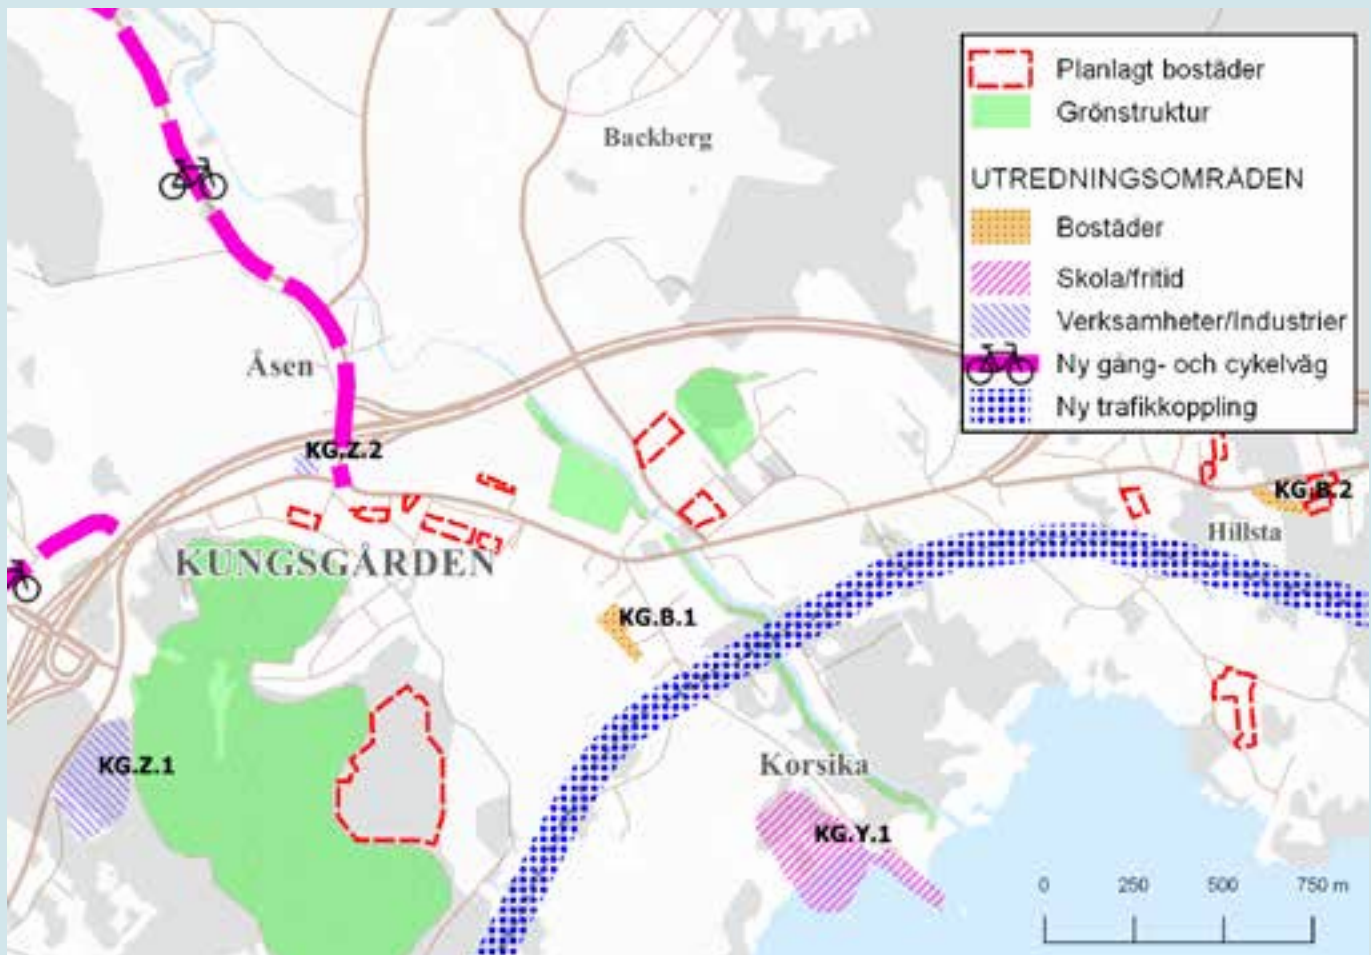 Planlagt bostäder
Grönstruktur
UTREDNINGSOMRÅDEN
Bostäder
Skola/fritid
Verksamheter/Industrier
Ny gång- och cykelväg
Ny trafikkoppling
Backberg
Åsen
KG.Z.2
KG.B.2
Hillsta
KUNGSGÅRDEN
KG.B.1
KG.Z.1
Korsika
KG.Y.1
0 250 500 750 m